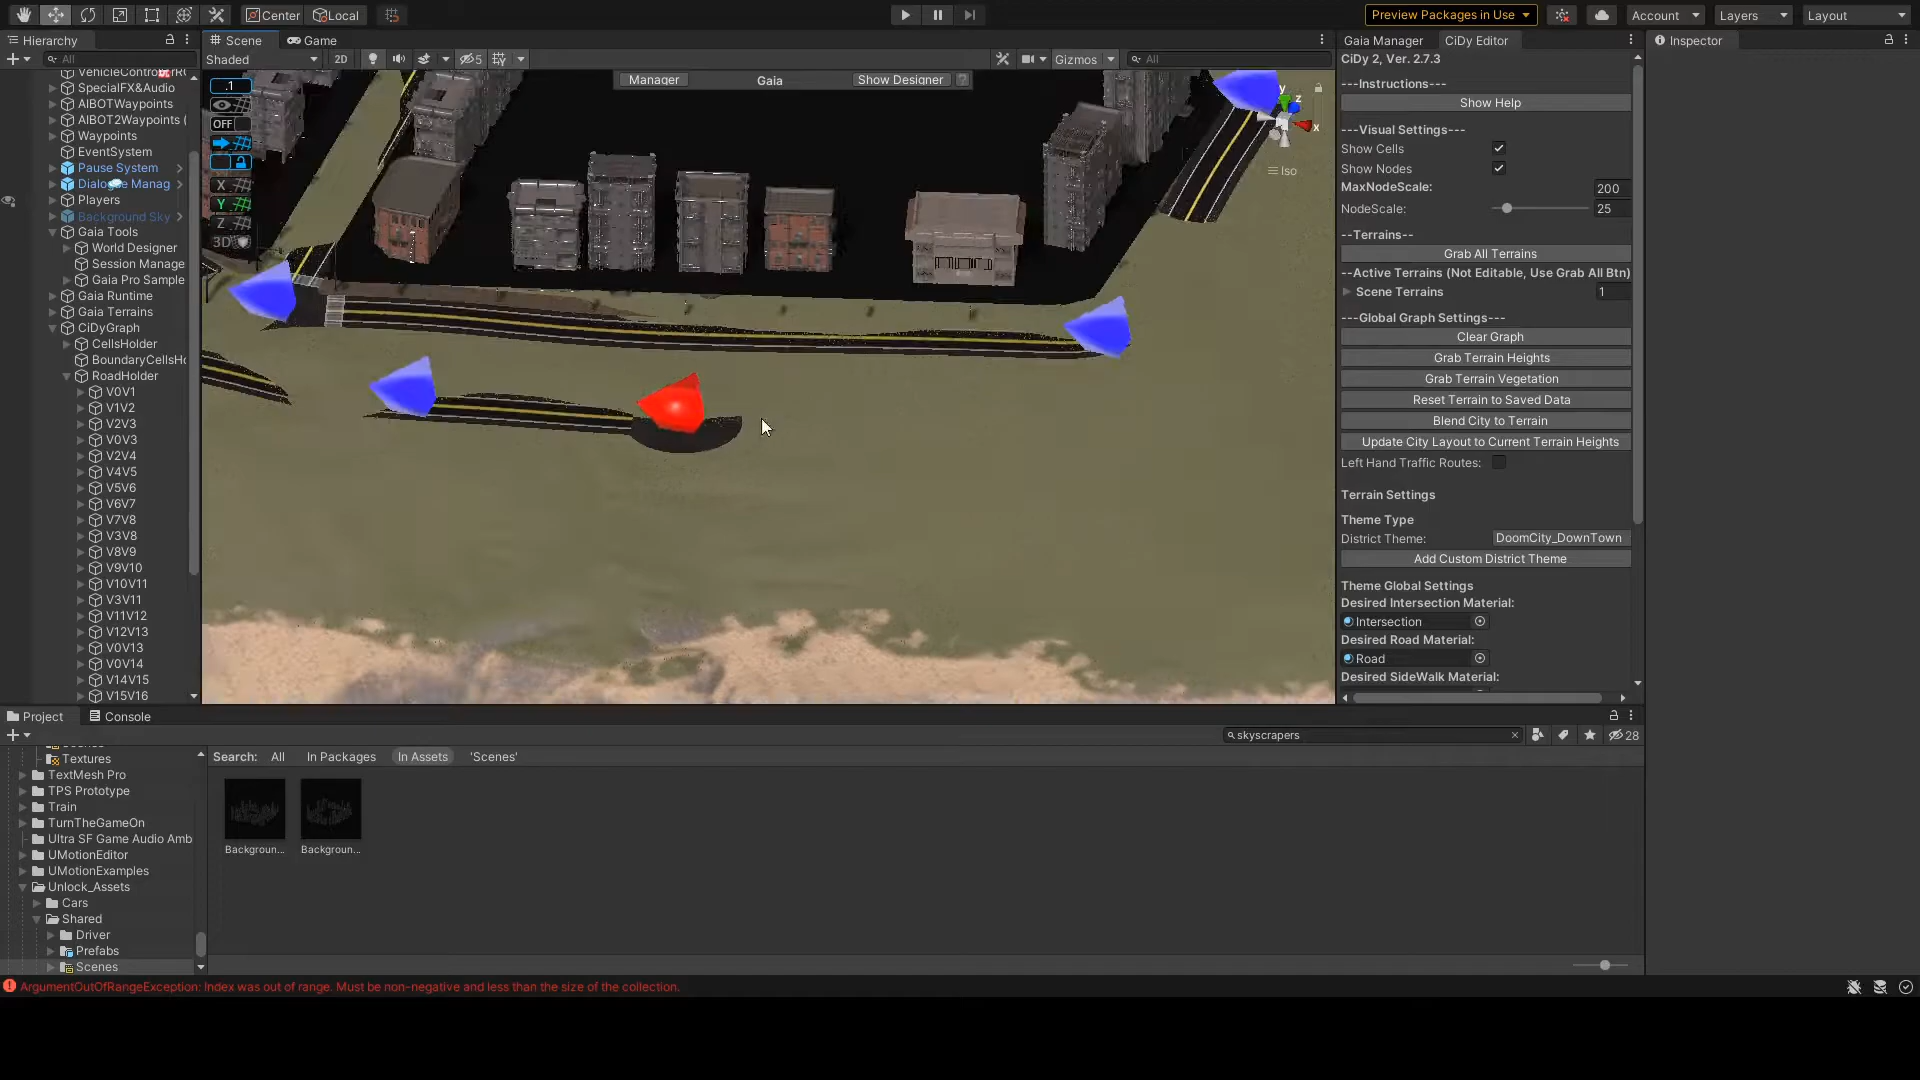 Center
Local
Preview Packages in Use
Account
Layers
Layout
Hierarchy
Scene
Game
Gaia Manager
CiDy Editor
Inspector
All
Shaded
2D
5
Gizmos
All
CiDy 2, Ver. 2.7.3
---Instructions---
Show Help
---Visual Settings---
Show Cells
Show Nodes
MaxNodeScale: 200
NodeScale: 25
--Terrains--
Grab All Terrains
--Active Terrains (Not Editable, Use Grab All Btn)
Scene Terrains 1
---Global Graph Settings---
Clear Graph
Grab Terrain Heights
Grab Terrain Vegetation
Reset Terrain to Saved Data
Blend City to Terrain
Update City Layout to Current Terrain Heights
Left Hand Traffic Routes:
Terrain Settings
Theme Type
District Theme: DoomCity_DownTown
Add Custom District Theme
Theme Global Settings
Desired Intersection Material:
Intersection
Desired Road Material:
Road
Desired SideWalk Material:
Manager
Gaia
Show Designer
.1
OFF
X
Y
Z
3D
y
z
x
Iso
SpecialFX&Audio
AIBOTWaypoints
AIBOT2Waypoints (
Waypoints
EventSystem
Pause System
Dialogue Manag
Players
Background Sky
Gaia Tools
World Designer
Session Manage
Gaia Pro Sample
Gaia Runtime
Gaia Terrains
CiDyGraph
CellsHolder
BoundaryCellsHo
RoadHolder
V0V1
V1V2
V2V3
V0V3
V2V4
V4V5
V5V6
V6V7
V7V8
V3V8
V8V9
V9V10
V10V11
V3V11
V11V12
V12V13
V0V13
V0V14
V14V15
V15V16
Project
Console
skyscrapers
28
Textures
TextMesh Pro
TPS Prototype
Train
TurnTheGameOn
Ultra SF Game Audio Amb
UMotionEditor
UMotionExamples
Unlock_Assets
Cars
Shared
Driver
Prefabs
Scenes
Search: All In Packages In Assets 'Scenes'
Backgroun...
Backgroun...
ArgumentOutOfRangeException: Index was out of range. Must be non-negative and less than the size of the collection.